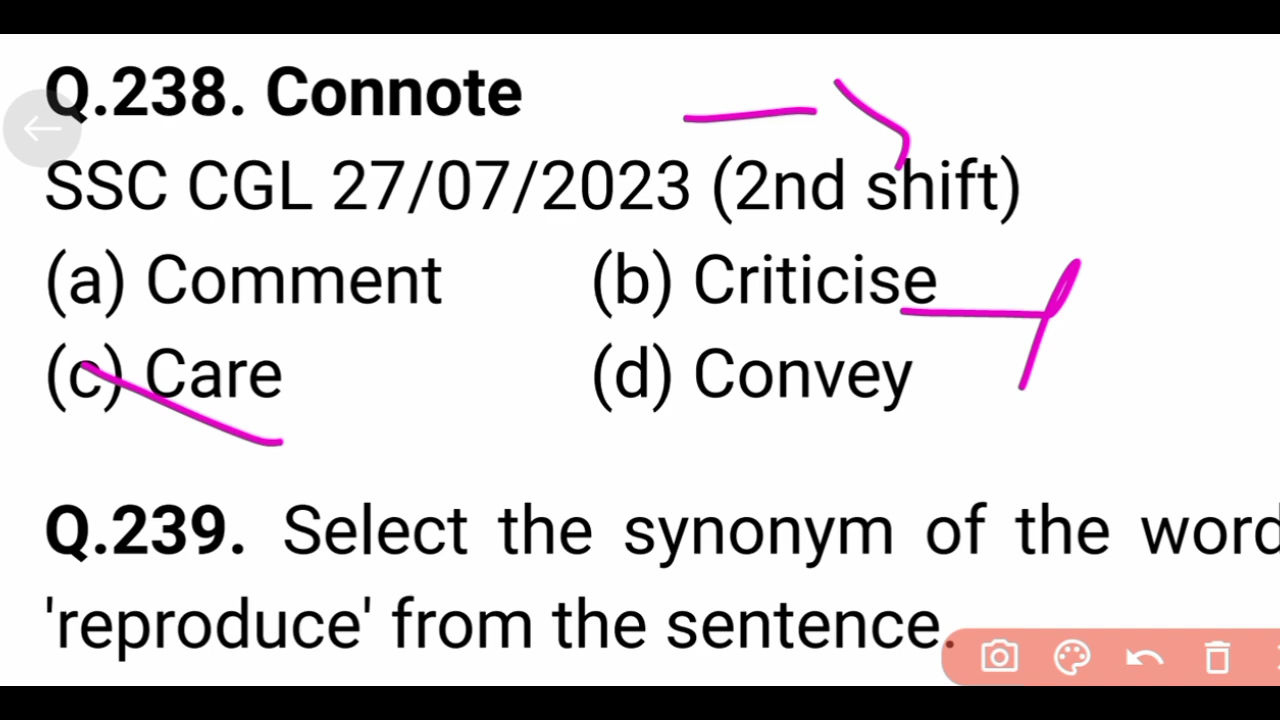 Q.238. Connote
SSC CGL 27/07/2023 (2nd shift)
(a) Comment (b) Criticise
(c) Care (d) Convey
Q.239. Select the synonym of the word
'reproduce' from the sentence.